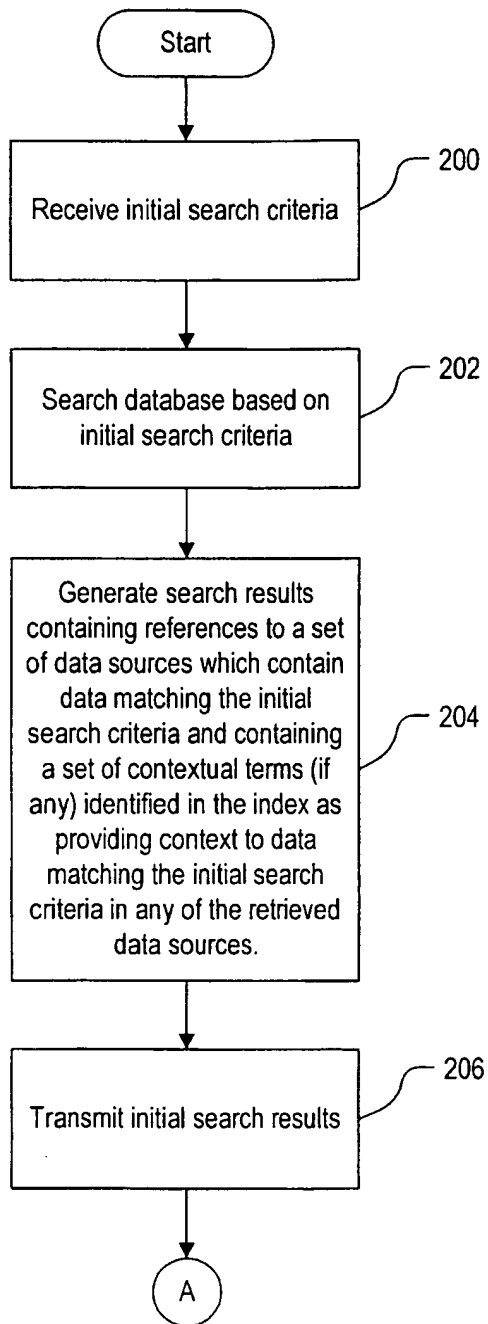 Start
200
Receive initial search criteria
202
Search database based on
initial search criteria
Generate search results
containing references to a set
of data sources which contain
data matching the initial
search criteria and containing
a set of contextual terms (if
any) identified in the index as
providing context to data
matching the initial search
criteria in any of the retrieved
data sources.
204
206
Transmit initial search results
A